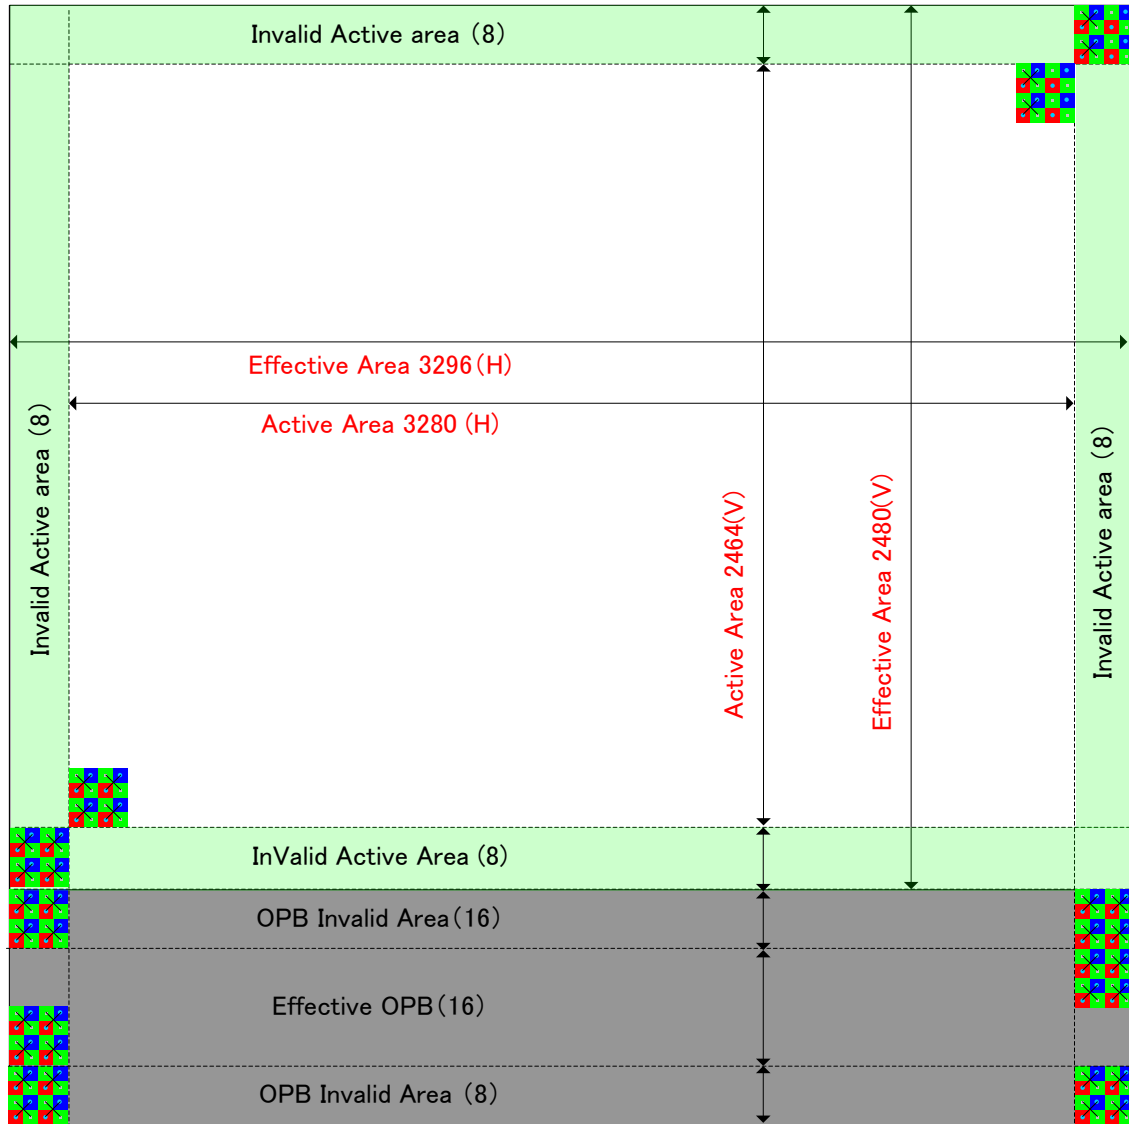 Invalid Active area (8)
Effective Area 3296(H)
Active Area 3280 (H)
Invalid Active area (8)
Active Area 2464(V)
Effective Area 2480(V)
Invalid Active area (8)
InValid Active Area (8)
OPB Invalid Area(16)
Effective OPB(16)
OPB Invalid Area (8)